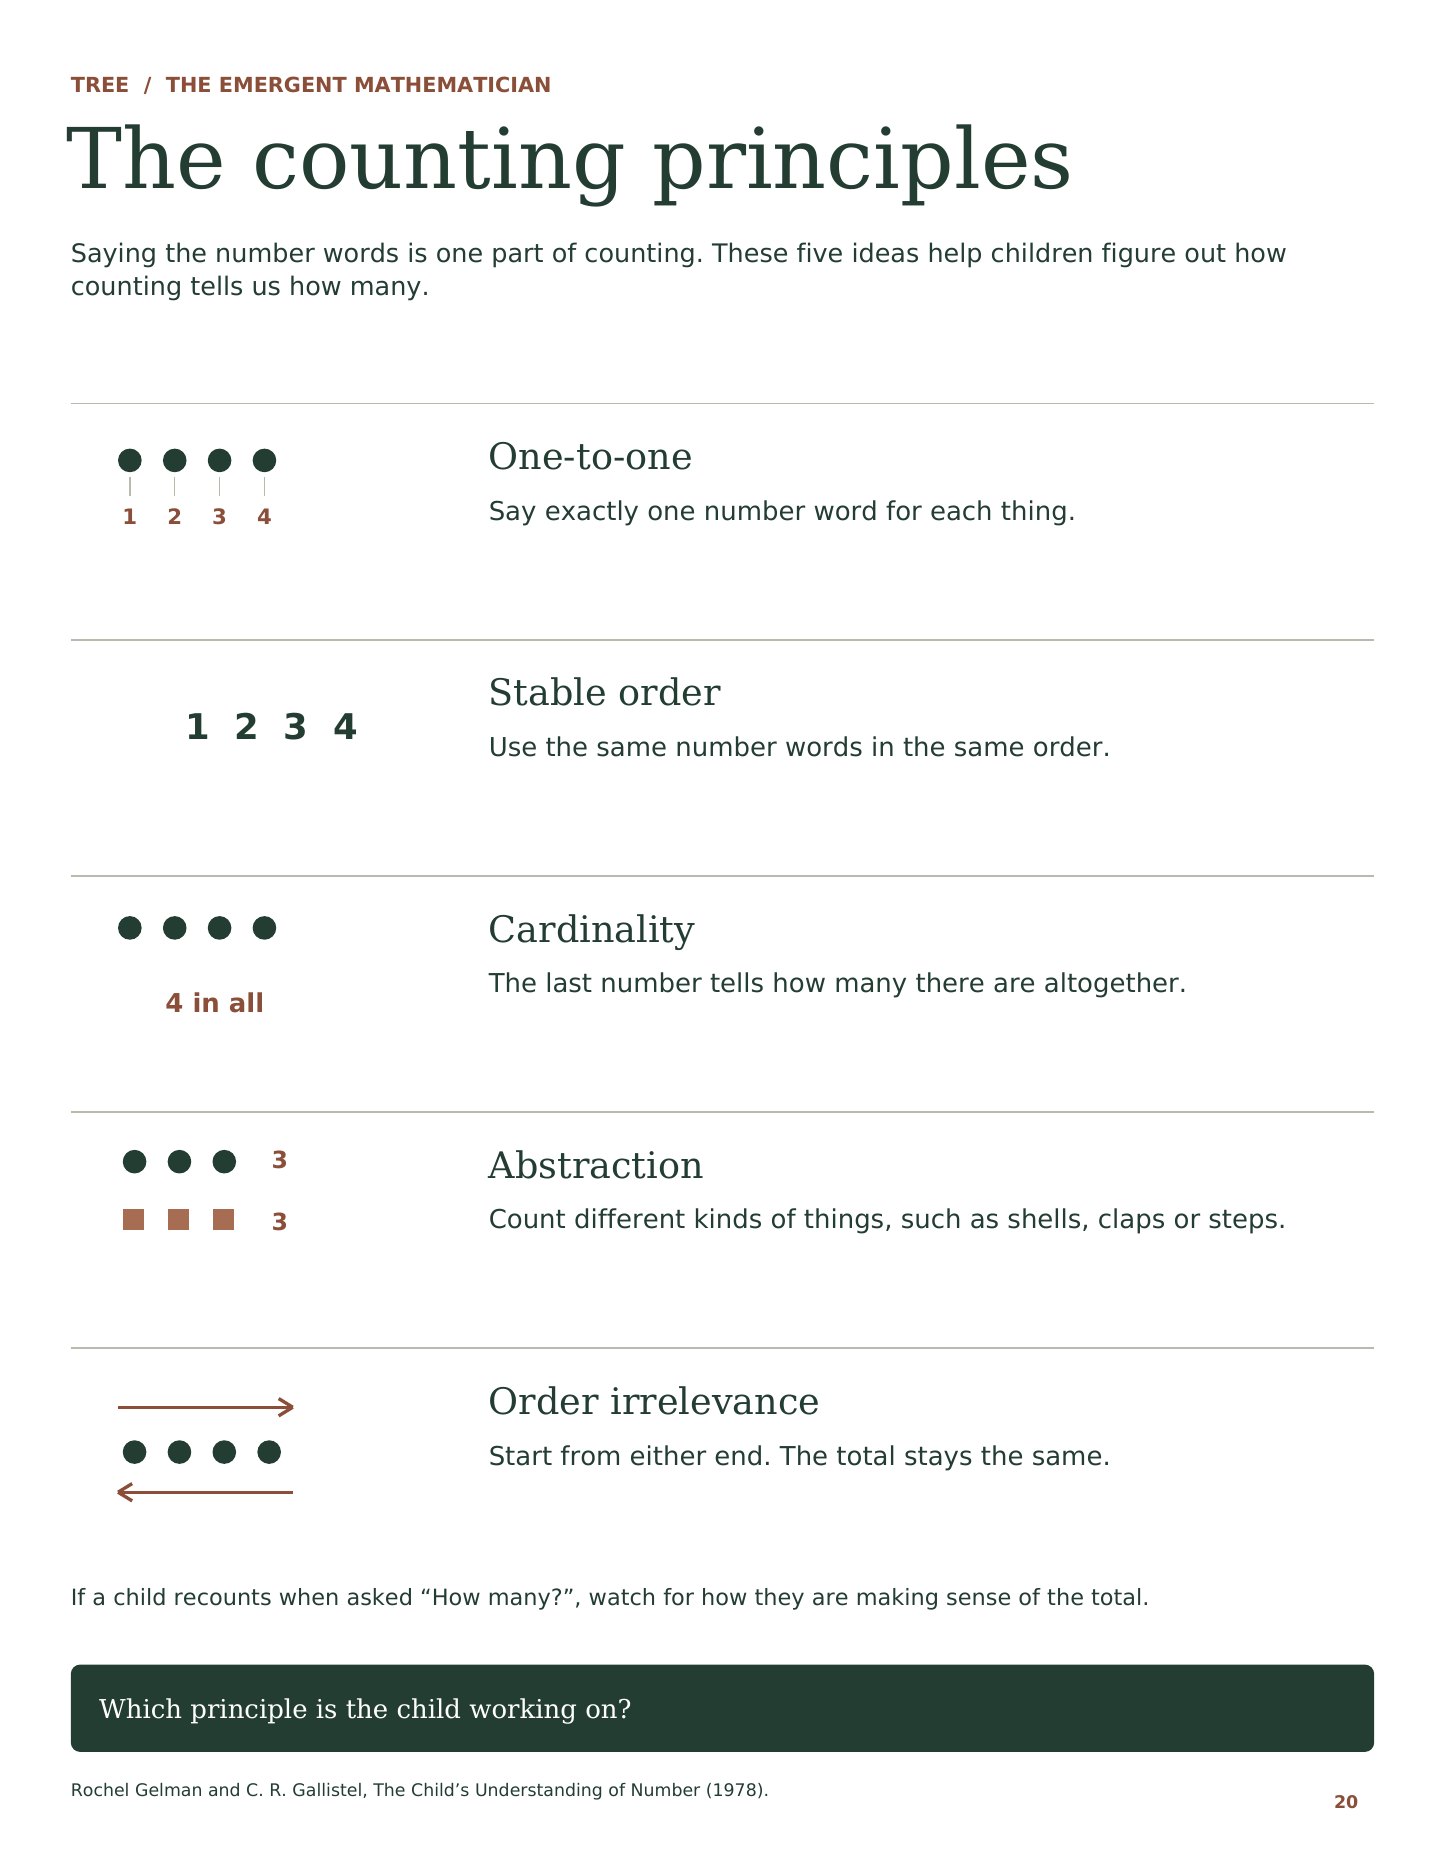 TREE / THE EMERGENT MATHEMATICIAN
The counting principles
Saying the number words is one part of counting. These five ideas help children figure out how
counting tells us how many.
One-to-one
1 2 3 4
Say exactly one number word for each thing.
Stable order
1 2 3 4
Use the same number words in the same order.
Cardinality
The last number tells how many there are altogether.
4 in all
3
Abstraction
3
Count different kinds of things, such as shells, claps or steps.
Order irrelevance
Start from either end. The total stays the same.
If a child recounts when asked “How many?”, watch for how they are making sense of the total.
Which principle is the child working on?
Rochel Gelman and C. R. Gallistel, The Child’s Understanding of Number (1978).
20